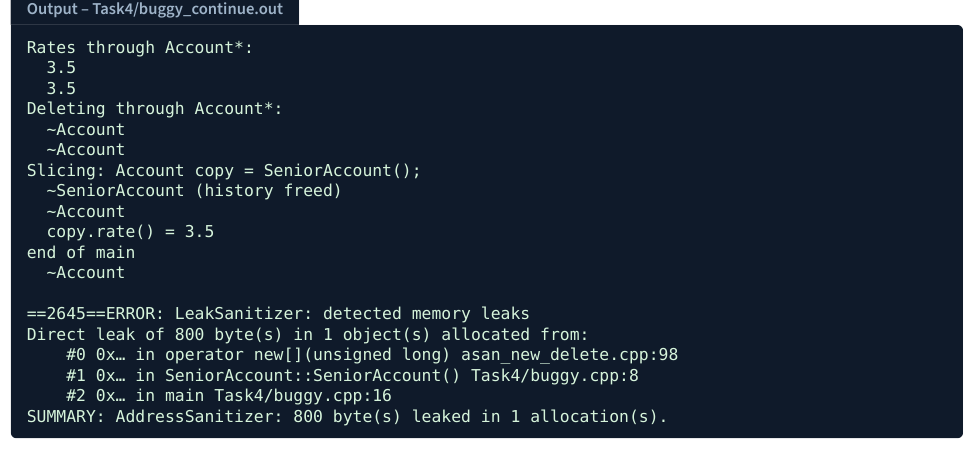 Output – Task4/buggy_continue.out
Rates through Account*:
  3.5
  3.5
Deleting through Account*:
  ~Account
  ~Account
Slicing: Account copy = SeniorAccount();
  ~SeniorAccount (history freed)
  ~Account
  copy.rate() = 3.5
end of main
  ~Account

==2645==ERROR: LeakSanitizer: detected memory leaks
Direct leak of 800 byte(s) in 1 object(s) allocated from:
    #0 0x… in operator new[](unsigned long) asan_new_delete.cpp:98
    #1 0x… in SeniorAccount::SeniorAccount() Task4/buggy.cpp:8
    #2 0x… in main Task4/buggy.cpp:16
SUMMARY: AddressSanitizer: 800 byte(s) leaked in 1 allocation(s).